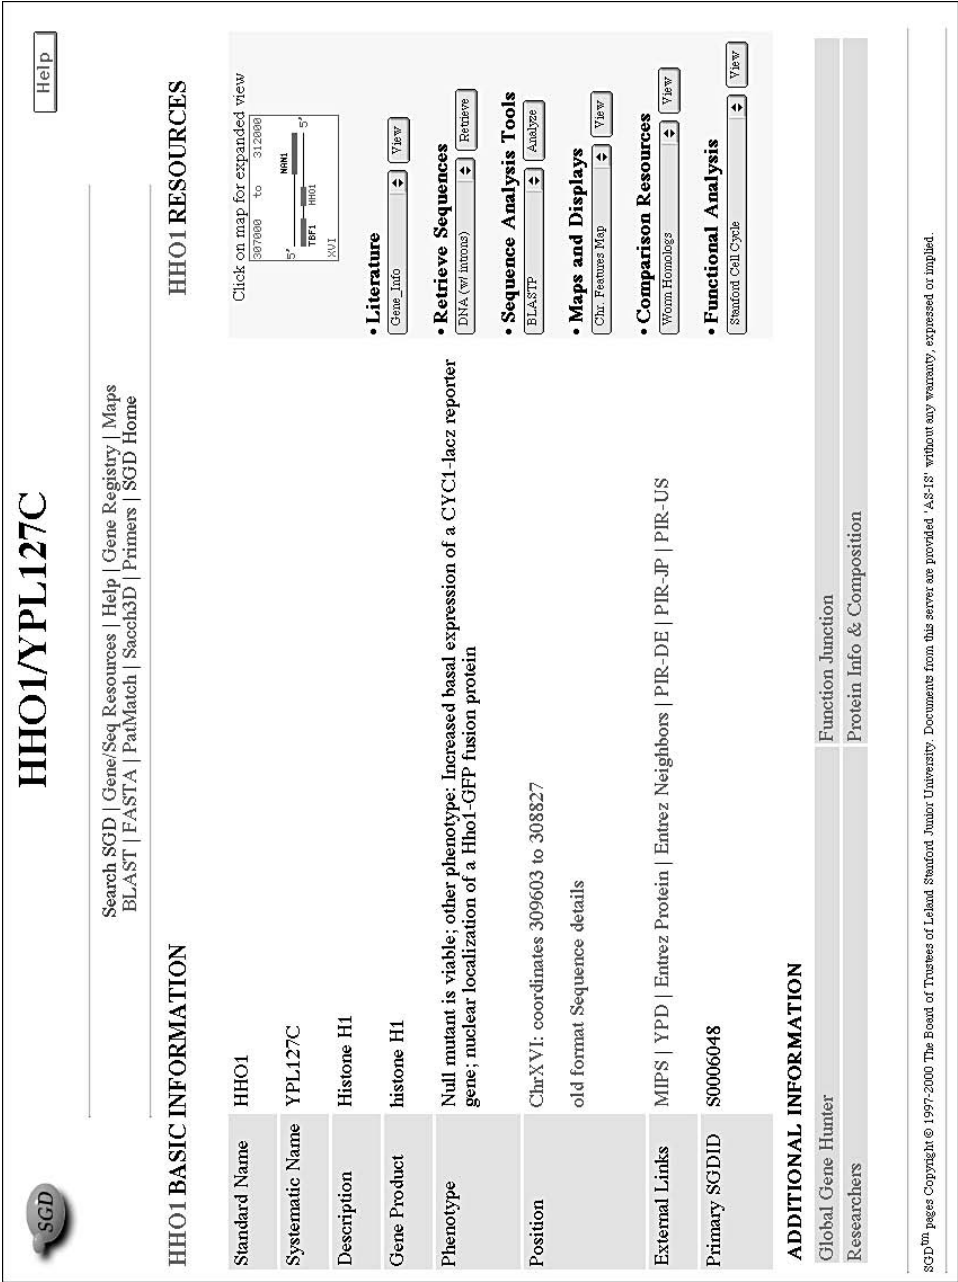 SGD
HHO1/YPL127C
Help
Search SGD | Gene/Seq Resources | Help | Gene Registry | Maps
BLAST | FASTA | PatMatch | Sacch3D | Primers | SGD Home
HHO1 BASIC INFORMATION
Standard Name HHO1
Systematic Name YPL127C
Description Histone H1
Gene Product histone H1
Phenotype Null mutant is viable; other phenotype: Increased basal expression of a CYC1-lacz reporter
gene; nuclear localization of a Hho1-GFP fusion protein
Position ChrXVI: coordinates 309603 to 308827
old format Sequence details
External Links MIPS | YPD | Entrez Protein | Entrez Neighbors | PIR-DE | PIR-JP | PIR-US
Primary SGDID S0006048
HHO1 RESOURCES
Click on map for expanded view
307000 to 312000
NAN1
5' 5'
TBF1 HHO1
XVI
• Literature
Gene_Info View
• Retrieve Sequences
DNA (w/ introns) Retrieve
• Sequence Analysis Tools
BLASTP Analyze
• Maps and Displays
Chr. Features Map View
• Comparison Resources
Worm Homologs View
• Functional Analysis
Stanford Cell Cycle View
ADDITIONAL INFORMATION
Global Gene Hunter Function Junction
Researchers Protein Info & Composition
SGD™ pages Copyright © 1997-2000 The Board of Trustees of Leland Stanford Junior University. Documents from this server are provided 'AS-IS' without any warranty, expressed or implied.